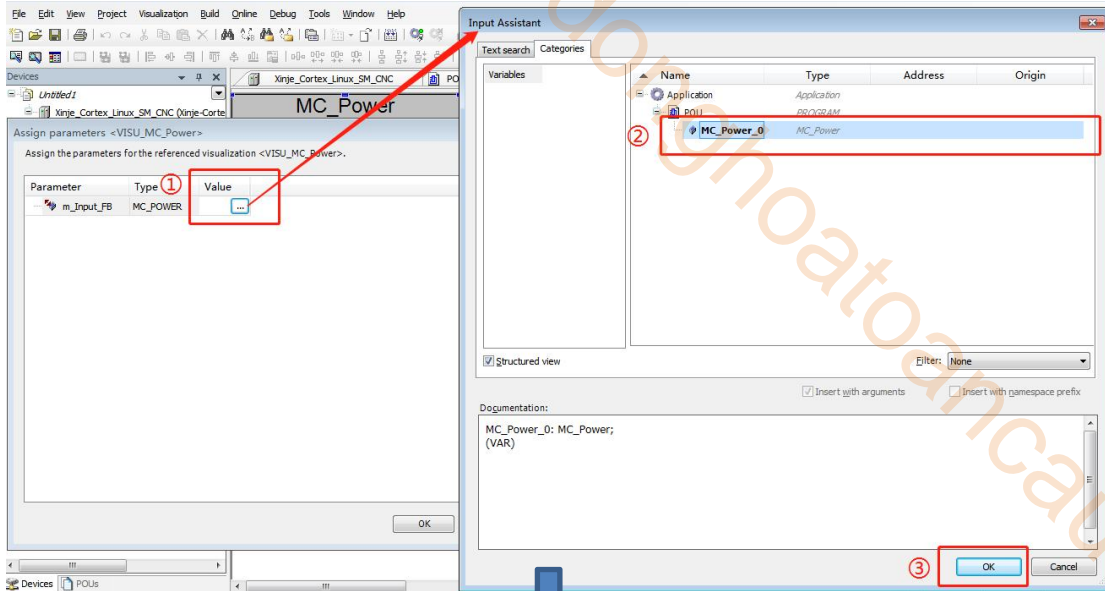 File Edit View Project Visualization Build Online Debug Tools Window Help
Devices
Untitled1
Xinje_Cortex_Linux_SM_CNC (Xinje-Corte
Xinje_Cortex_Linux_SM_CNC
PO
MC_Power
Assign parameters <VISU_MC_Power>
Assign the parameters for the referenced visualization <VISU_MC_Power>.
Parameter Type ① Value
m_Input_FB MC_POWER ...
OK
Devices POUs
Input Assistant
Text search Categories
Variables
Name Type Address Origin
Application Application
POU PROGRAM
② MC_Power_0 MC_Power
Structured view
Filter: None
Insert with arguments Insert with namespace prefix
Documentation:
MC_Power_0: MC_Power;
(VAR)
③ OK Cancel
donghoatoancau